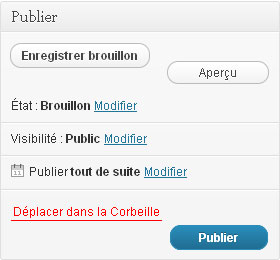 Publier
Enregistrer brouillon
Aperçu
État : Brouillon Modifier
Visibilité : Public Modifier
Publier tout de suite Modifier
Déplacer dans la Corbeille
Publier